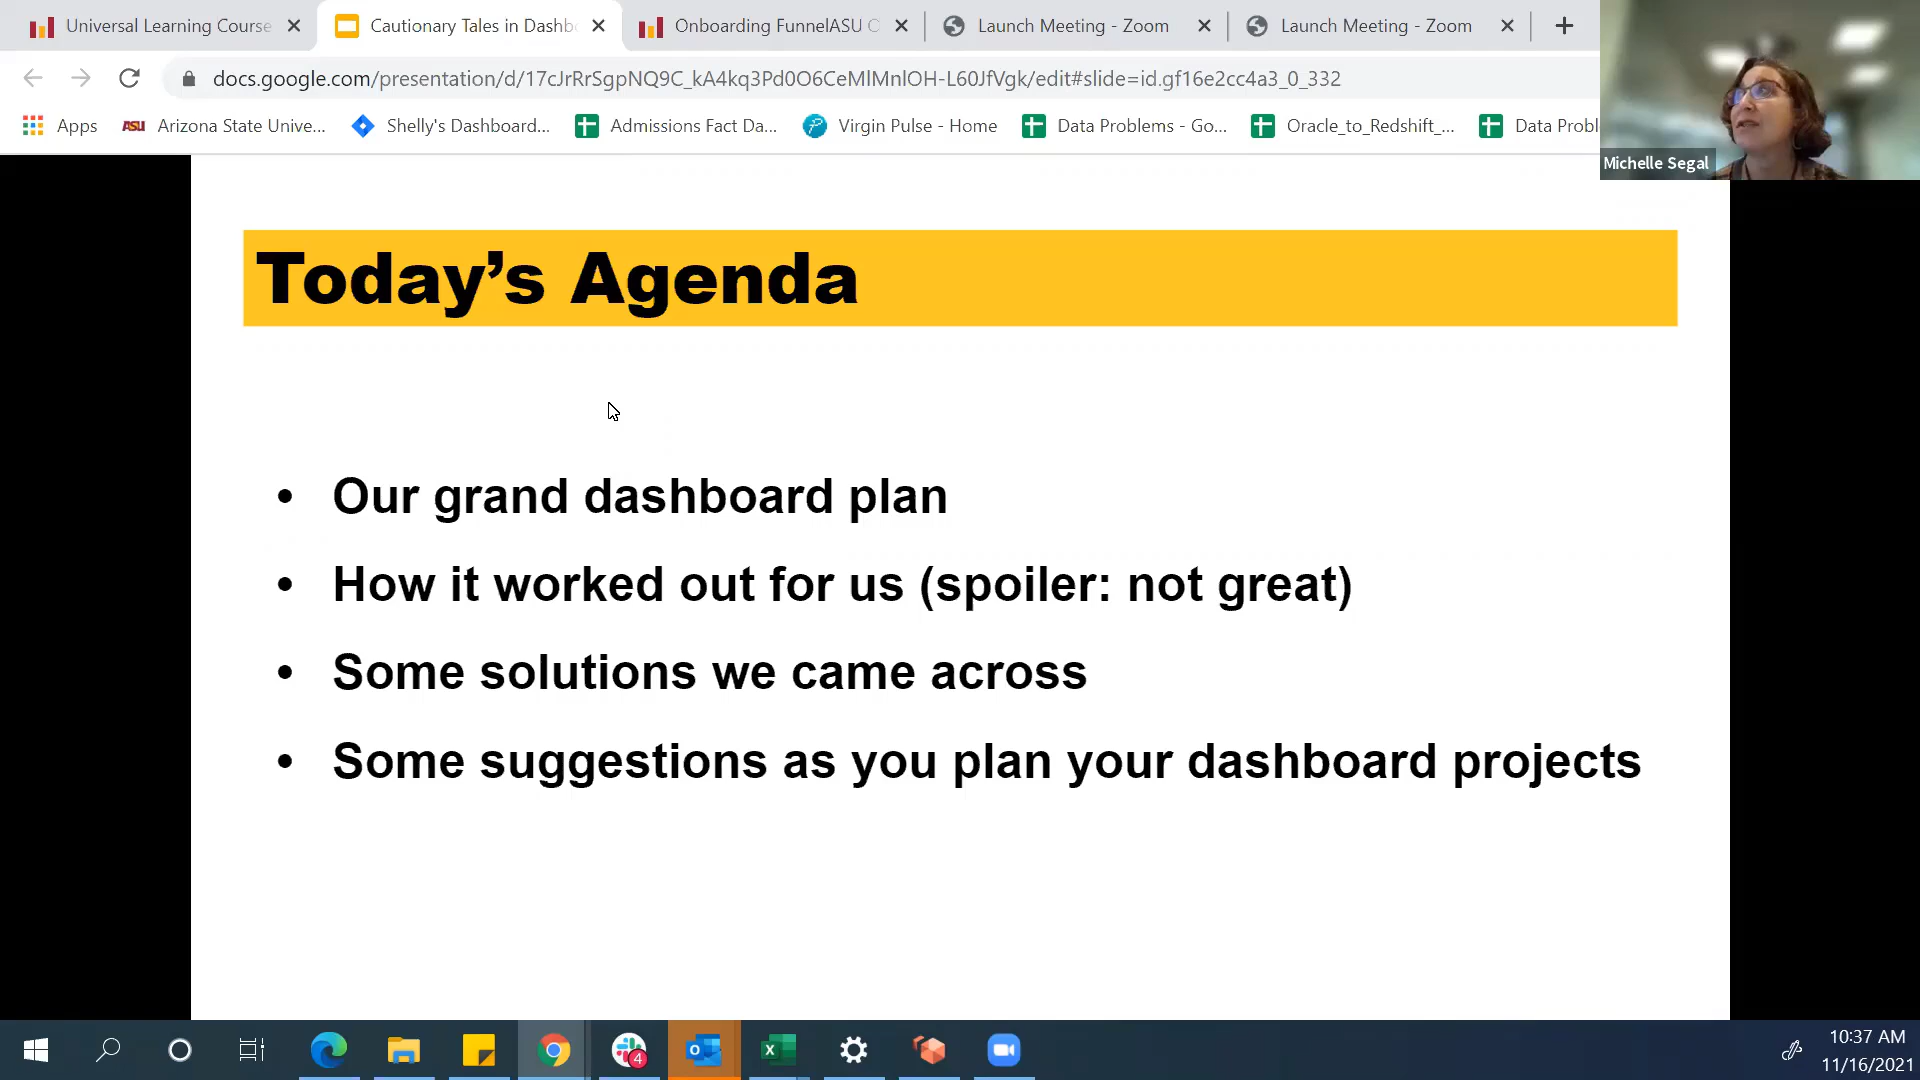 Universal Learning Course
Cautionary Tales in Dashb
Onboarding FunnelASU O
Launch Meeting - Zoom
Launch Meeting - Zoom
docs.google.com/presentation/d/17cJrRrSgpNQ9C_kA4kq3Pd0O6CeMlMnlOH-L60JfVgk/edit#slide=id.gf16e2cc4a3_0_332
Apps
ASU
Arizona State Unive...
Shelly's Dashboard...
Admissions Fact Da...
Virgin Pulse - Home
Data Problems - Go...
Oracle_to_Redshift_...
Data Probl
Michelle Segal
Today’s Agenda
• Our grand dashboard plan
• How it worked out for us (spoiler: not great)
• Some solutions we came across
• Some suggestions as you plan your dashboard projects
4
10:37 AM
11/16/2021